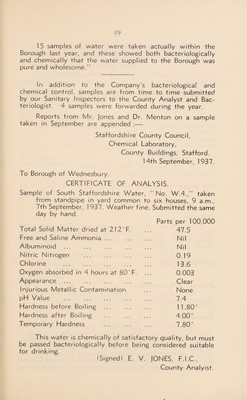 19
15 samples of water were taken actually within the
Borough last year, and these showed both bacteriologically
and chemically that the water supplied to the Borough was
pure and wholesome."
In addition to the Company's bacteriological and
chemical control, samples are from time to time submitted
by our Sanitary Inspectors to the County Analyst and Bac-
teriologist. 4 samples were forwarded during the year.
Reports from Mr. Jones and Dr. Menton on a sample
taken in September are appended :—
Staffordshire County Council,
Chemical Laboratory,
County Buildings, Stafford.
14th September, 1937.
To Borough of Wednesbury.
CERTIFICATE OF ANALYSIS.
Sample of South Staffordshire Water, "No. W.4.," taken
from standpipe in yard common to six houses, 9 a.m.,
7th September, 1937. Weather fine. Submitted the same
day by hand.
Parts per 100,000
Total Solid Matter dried at 212°F. ... 47.5
Free and Saline Ammonia ... ... ... Nil
Albuminoid ... ... ... ... ... Nil
Nitric Nitrogen ... ... ... ... 0.19
Chlorine ... ... ... ... ... 13.6
Oxygen absorbed in 4 hours at 80°F. ... 0.003
Appearance ... ... ... ... ... Clear
Injurious Metallic Contamination ... None
pH Value ... ... ... ... ... 7.4
Hardness before Boiling ... ... ... 11.80°
Hardness after Boiling ... ... ... 4.00°
Temporary Hardness ... ... ... 7.80°
This water is chemically of satisfactory quality, but must
be passed bacteriologically before being considered suitable
for drinking.
(Signed) E. V. JONES, F.I.C.,
County Analyst.